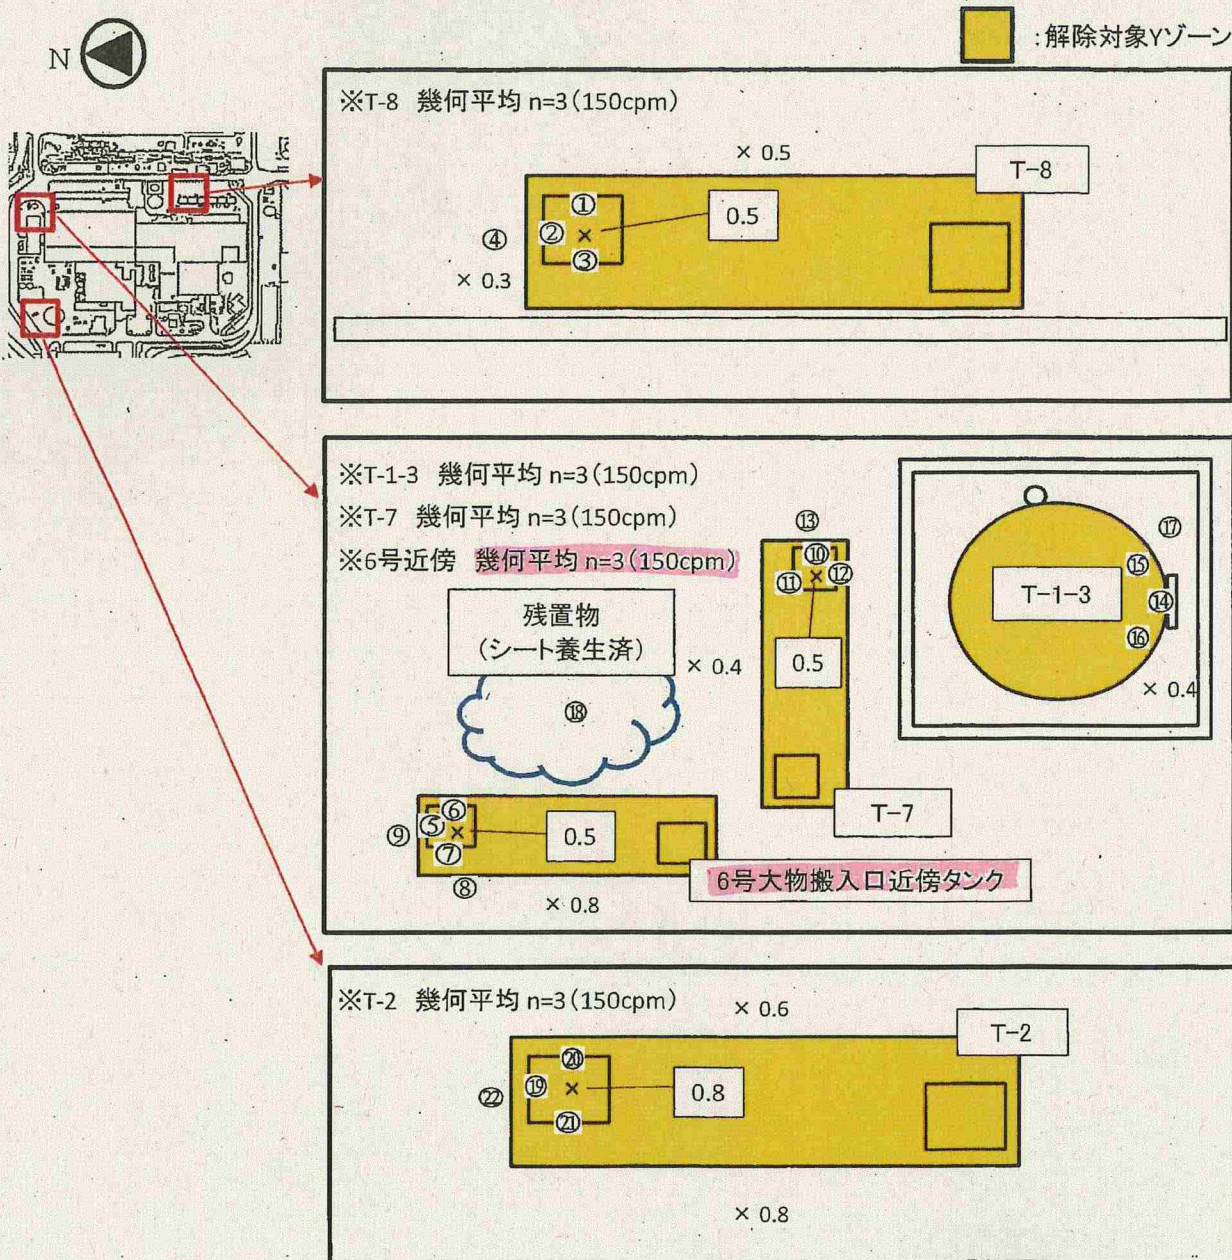 N
:解除対象Yゾーン
※T-8 幾何平均 n=3(150cpm)
× 0.5
T-8
①
0.5
④
②
×
③
× 0.3
※T-1-3 幾何平均 n=3(150cpm)
※T-7 幾何平均 n=3(150cpm)
※6号近傍 幾何平均 n=3(150cpm)
⑬
⑩
⑪
×
⑫
⑰
⑮
T-1-3
⑭
⑯
× 0.4
残置物
(シート養生済)
× 0.4
0.5
⑱
T-7
⑥
⑨
⑤
×
0.5
⑦
⑧
× 0.8
6号大物搬入口近傍タンク
※T-2 幾何平均 n=3(150cpm)
× 0.6
T-2
⑳
㉒
⑲
×
0.8
㉑
× 0.8